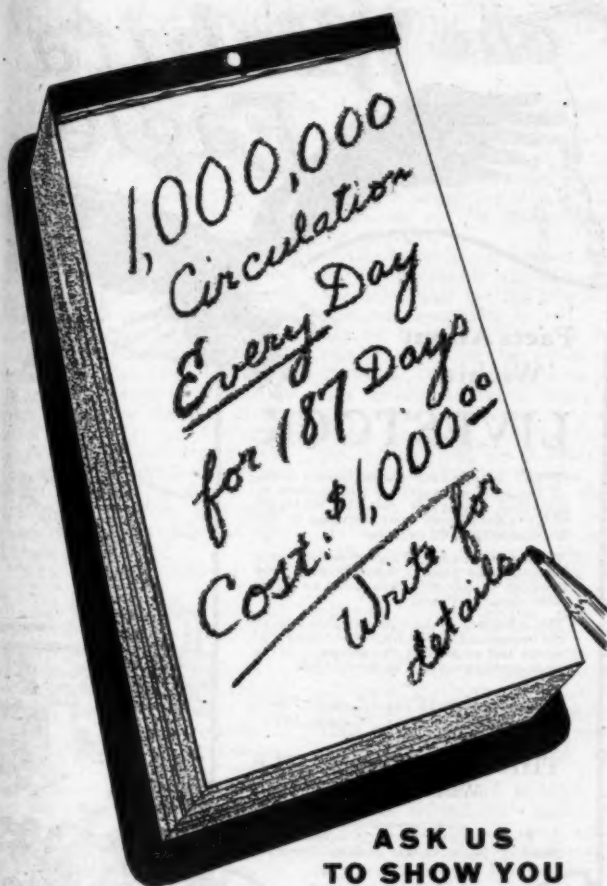 1,000,000
Circulation
Every Day
for 187 Days
Cost: $1,000.00
Write for
details
ASK US
TO SHOW YOU